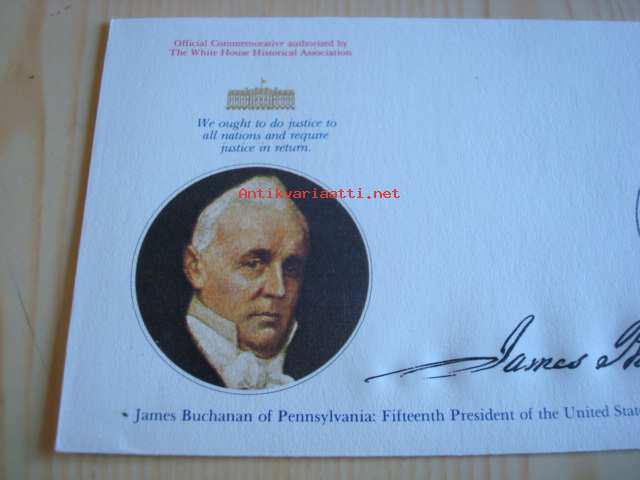 Official Commemorative authorized by
The White House Historical Association
We ought to do justice to
all nations and require
justice in return.
Antikvariaatti.net
James
James Buchanan of Pennsylvania: Fifteenth President of the United State